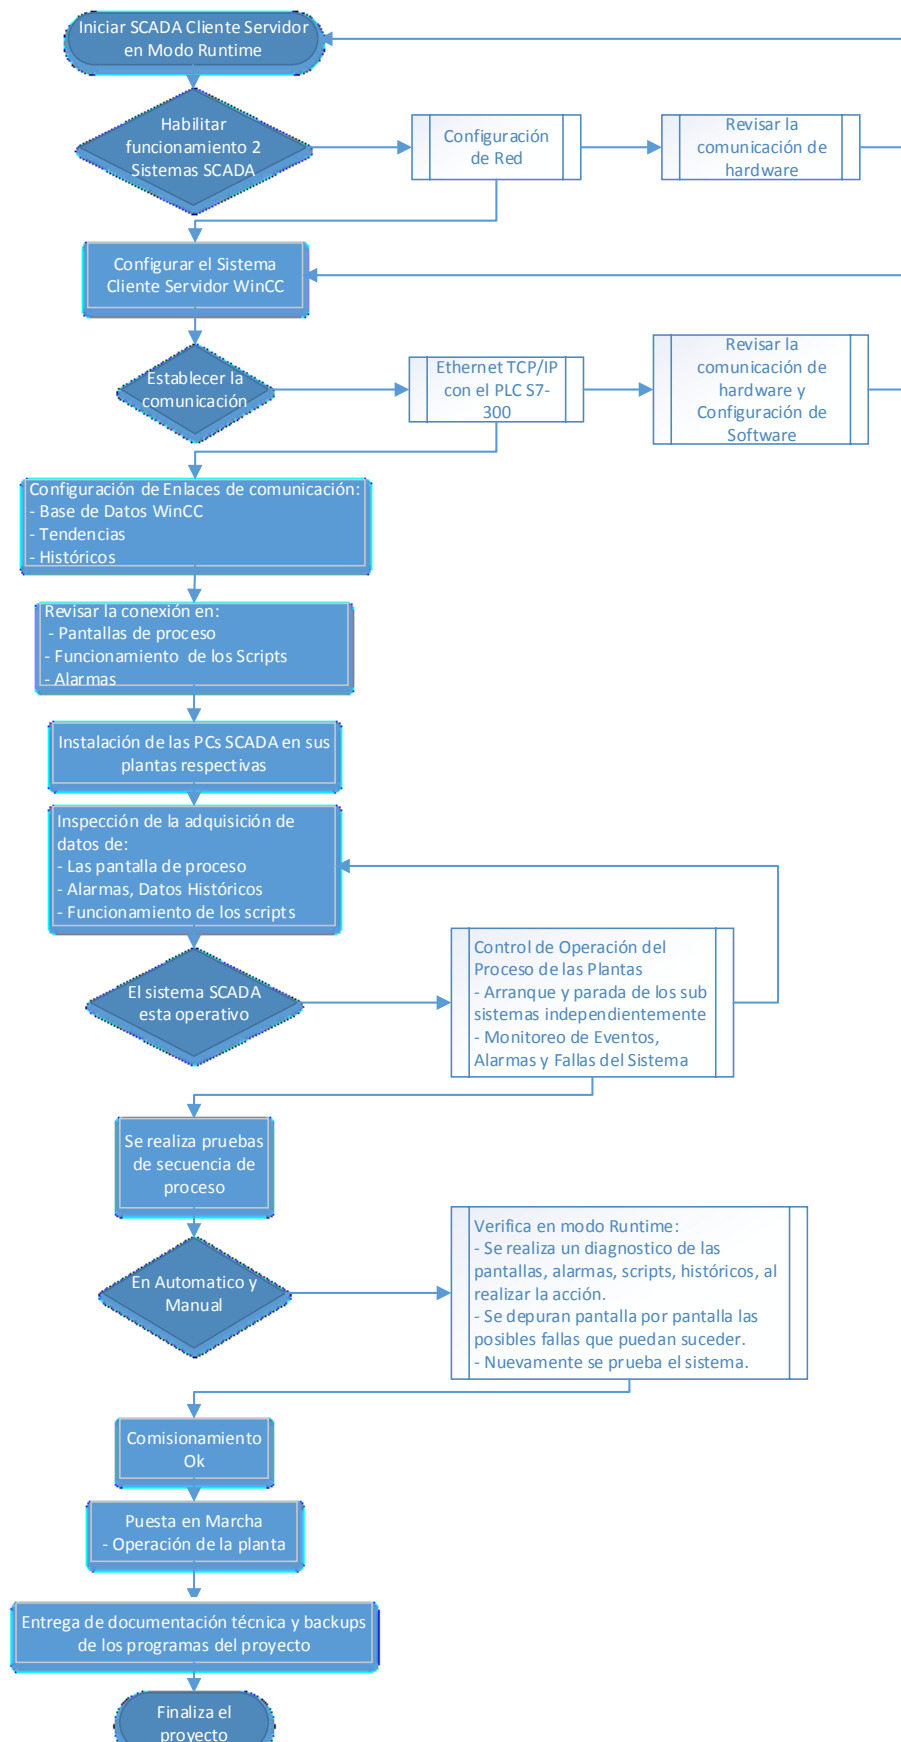 Iniciar SCADA Cliente Servidor
en Modo Runtime
Habilitar
funcionamiento 2
Sistemas SCADA
Configuración
de Red
Revisar la
comunicación de
hardware
Configurar el Sistema
Cliente Servidor WinCC
Establecer la
comunicación
Ethernet TCP/IP
con el PLC S7-
300
Revisar la
comunicación de
hardware y
Configuración de
Software
Configuración de Enlaces de comunicación:
- Base de Datos WinCC
- Tendencias
- Históricos
Revisar la conexión en:
- Pantallas de proceso
- Funcionamiento de los Scripts
- Alarmas
Instalación de las PCs SCADA en sus
plantas respectivas
Inspección de la adquisición de
datos de:
- Las pantalla de proceso
- Alarmas, Datos Históricos
- Funcionamiento de los scripts
El sistema SCADA
esta operativo
Control de Operación del
Proceso de las Plantas
- Arranque y parada de los sub
sistemas independientemente
- Monitoreo de Eventos,
Alarmas y Fallas del Sistema
Se realiza pruebas
de secuencia de
proceso
En Automatico y
Manual
Verifica en modo Runtime:
- Se realiza un diagnostico de las
pantallas, alarmas, scripts, históricos, al
realizar la acción.
- Se depuran pantalla por pantalla las
posibles fallas que puedan suceder.
- Nuevamente se prueba el sistema.
Comisionamiento
Ok
Puesta en Marcha
- Operación de la planta
Entrega de documentación técnica y backups
de los programas del proyecto
Finaliza el
proyecto